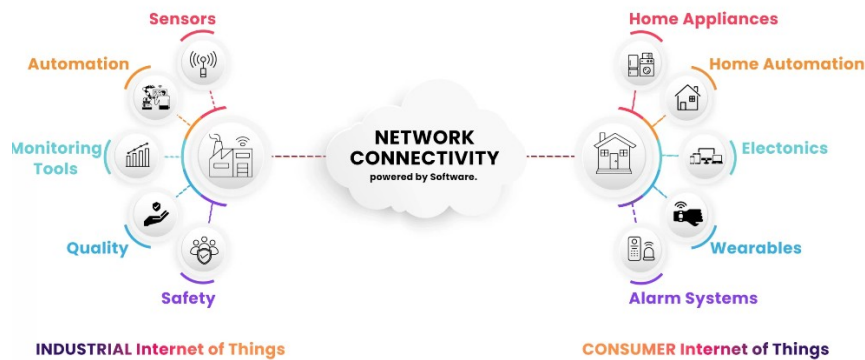 Sensors
Automation
Monitoring
Tools
Quality
Safety
INDUSTRIAL Internet of Things
NETWORK
CONNECTIVITY
powered by Software.
Home Appliances
Home Automation
Electonics
Wearables
Alarm Systems
CONSUMER Internet of Things